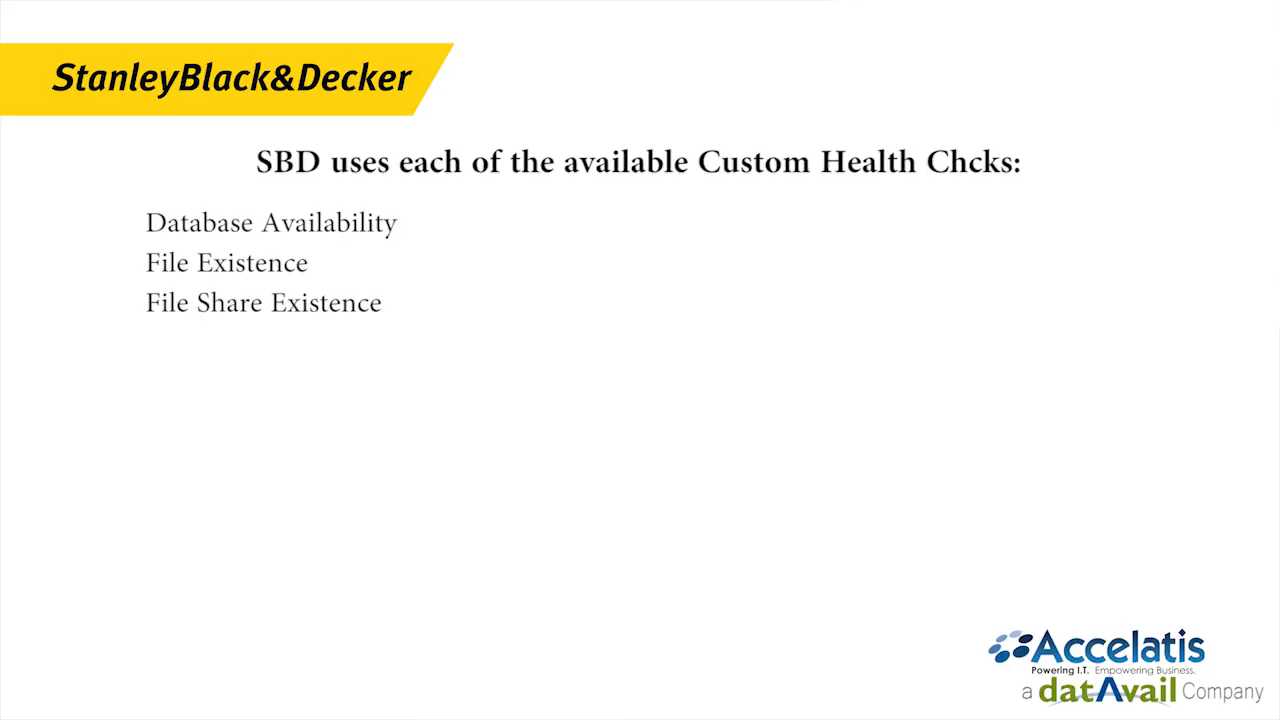 StanleyBlack&Decker
SBD uses each of the available Custom Health Chcks:
Database Availability
File Existence
File Share Existence
Accelatis
Powering I.T. Empowering Business.
a datAvail Company